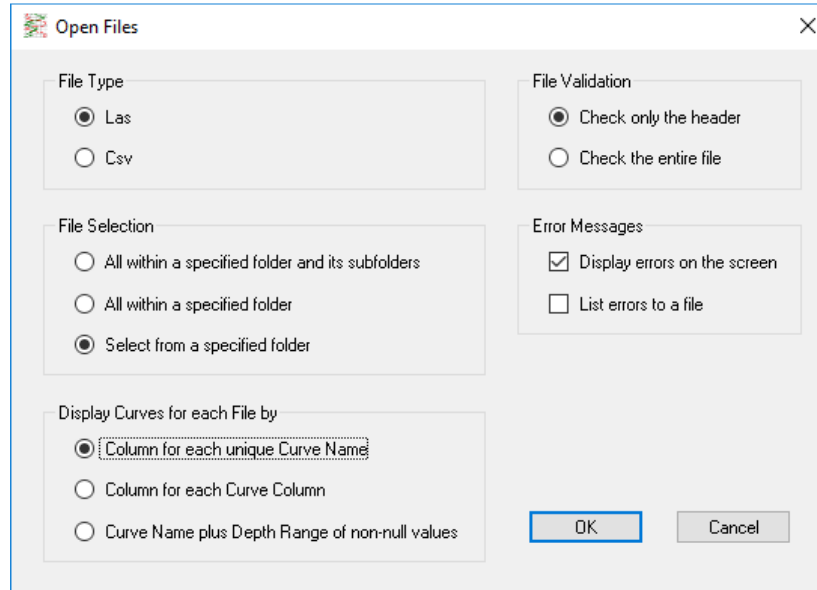 Open Files
File Type
Las
Csv
File Selection
All within a specified folder and its subfolders
All within a specified folder
Select from a specified folder
Display Curves for each File by
Column for each unique Curve Name
Column for each Curve Column
Curve Name plus Depth Range of non-null values
File Validation
Check only the header
Check the entire file
Error Messages
Display errors on the screen
List errors to a file
OK
Cancel